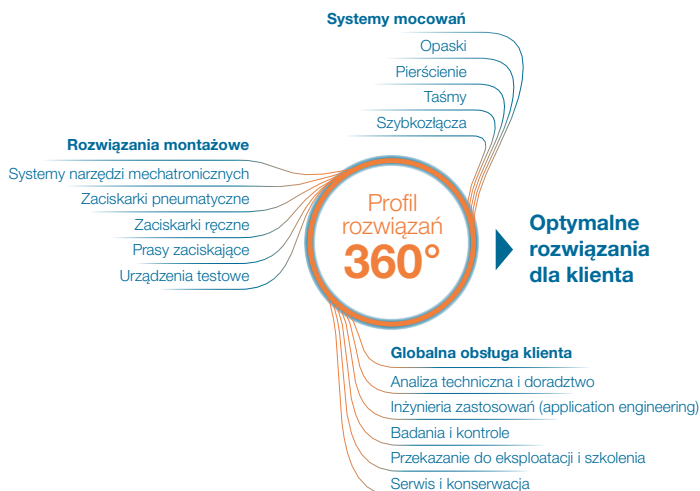 Systemy mocowań
Opaski
Pierścienie
Taśmy
Szybkozłącza
Rozwiązania montażowe
Systemy narzędzi mechatronicznych
Zaciskarki pneumatyczne
Zaciskarki ręczne
Prasy zaciskające
Urządzenia testowe
Profil
rozwiązań
360°
Optymalne
rozwiązania
dla klienta
Globalna obsługa klienta
Analiza techniczna i doradztwo
Inżynieria zastosowań (application engineering)
Badania i kontrole
Przekazanie do eksploatacji i szkolenia
Serwis i konserwacja